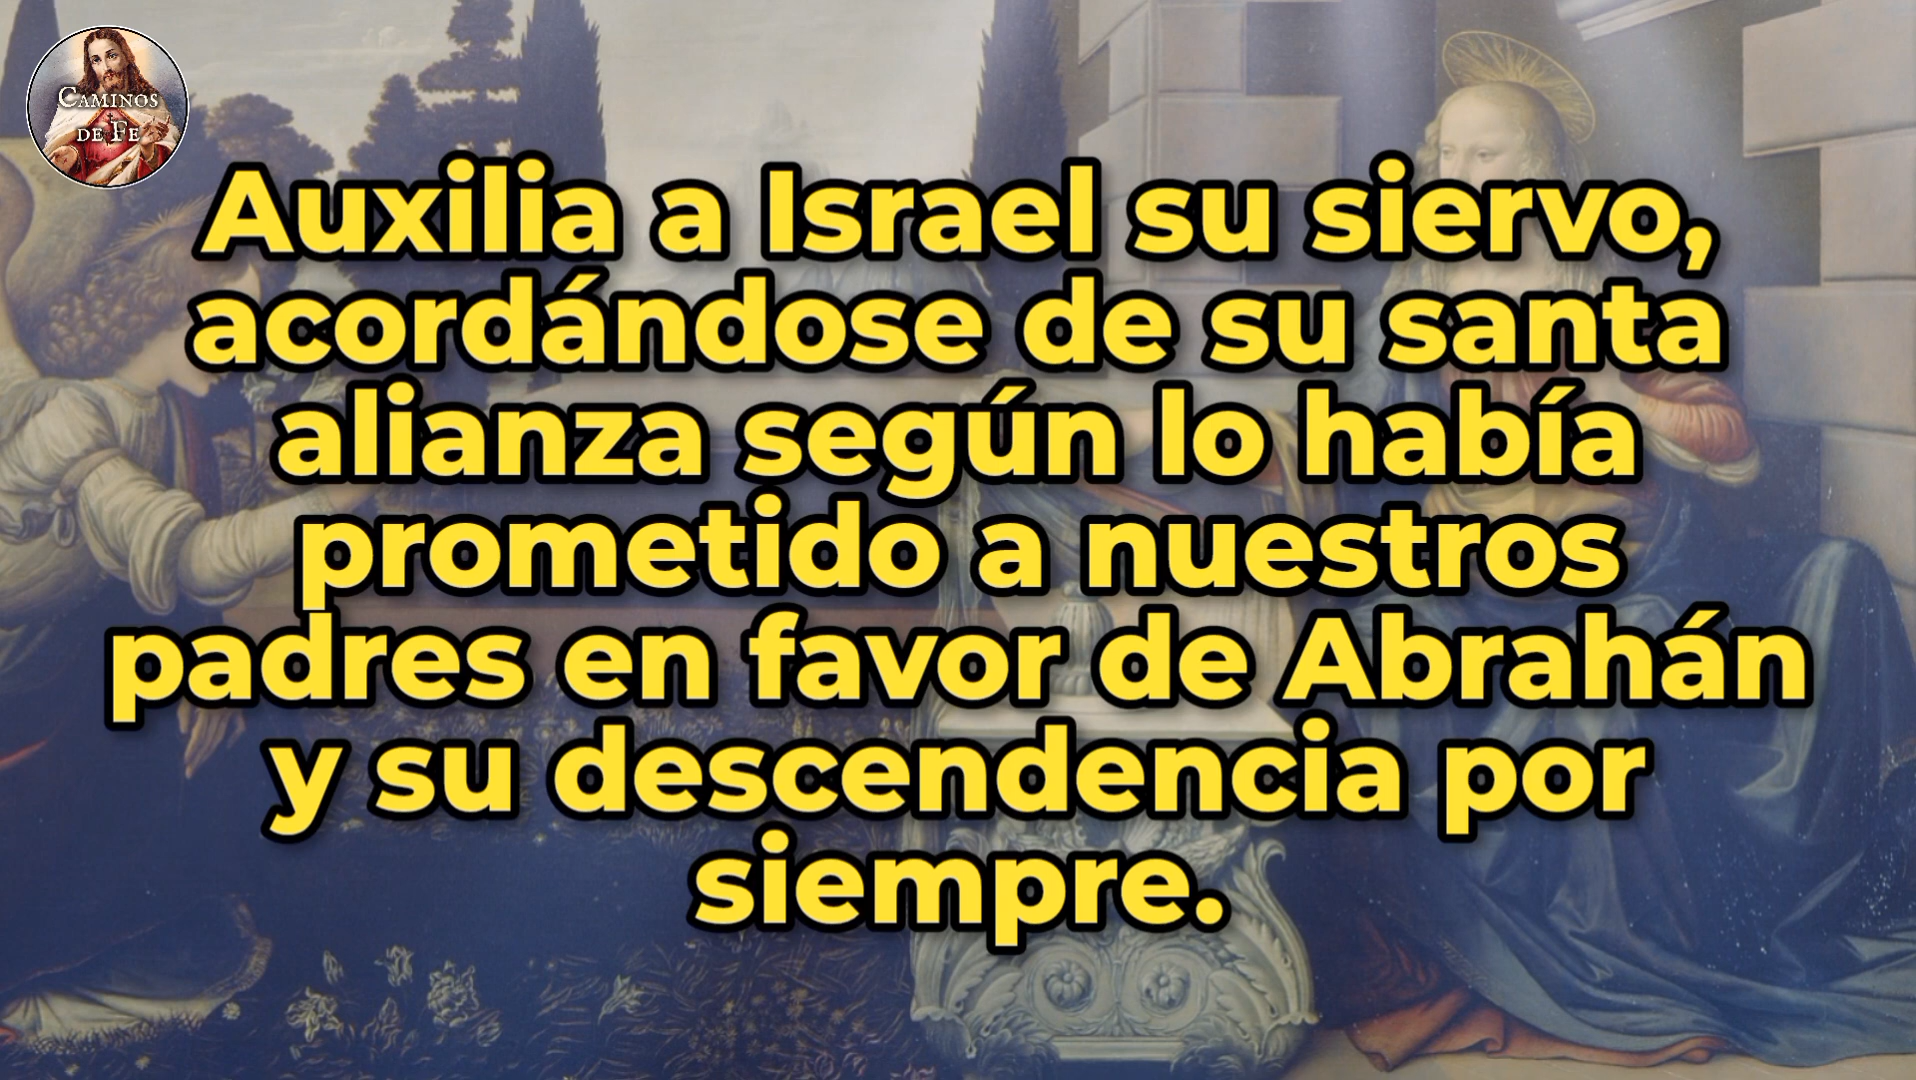 CAMINOS
DE FE
Auxilia a Israel su siervo,
acordándose de su santa
alianza según lo había
prometido a nuestros
padres en favor de Abrahán
y su descendencia por
siempre.